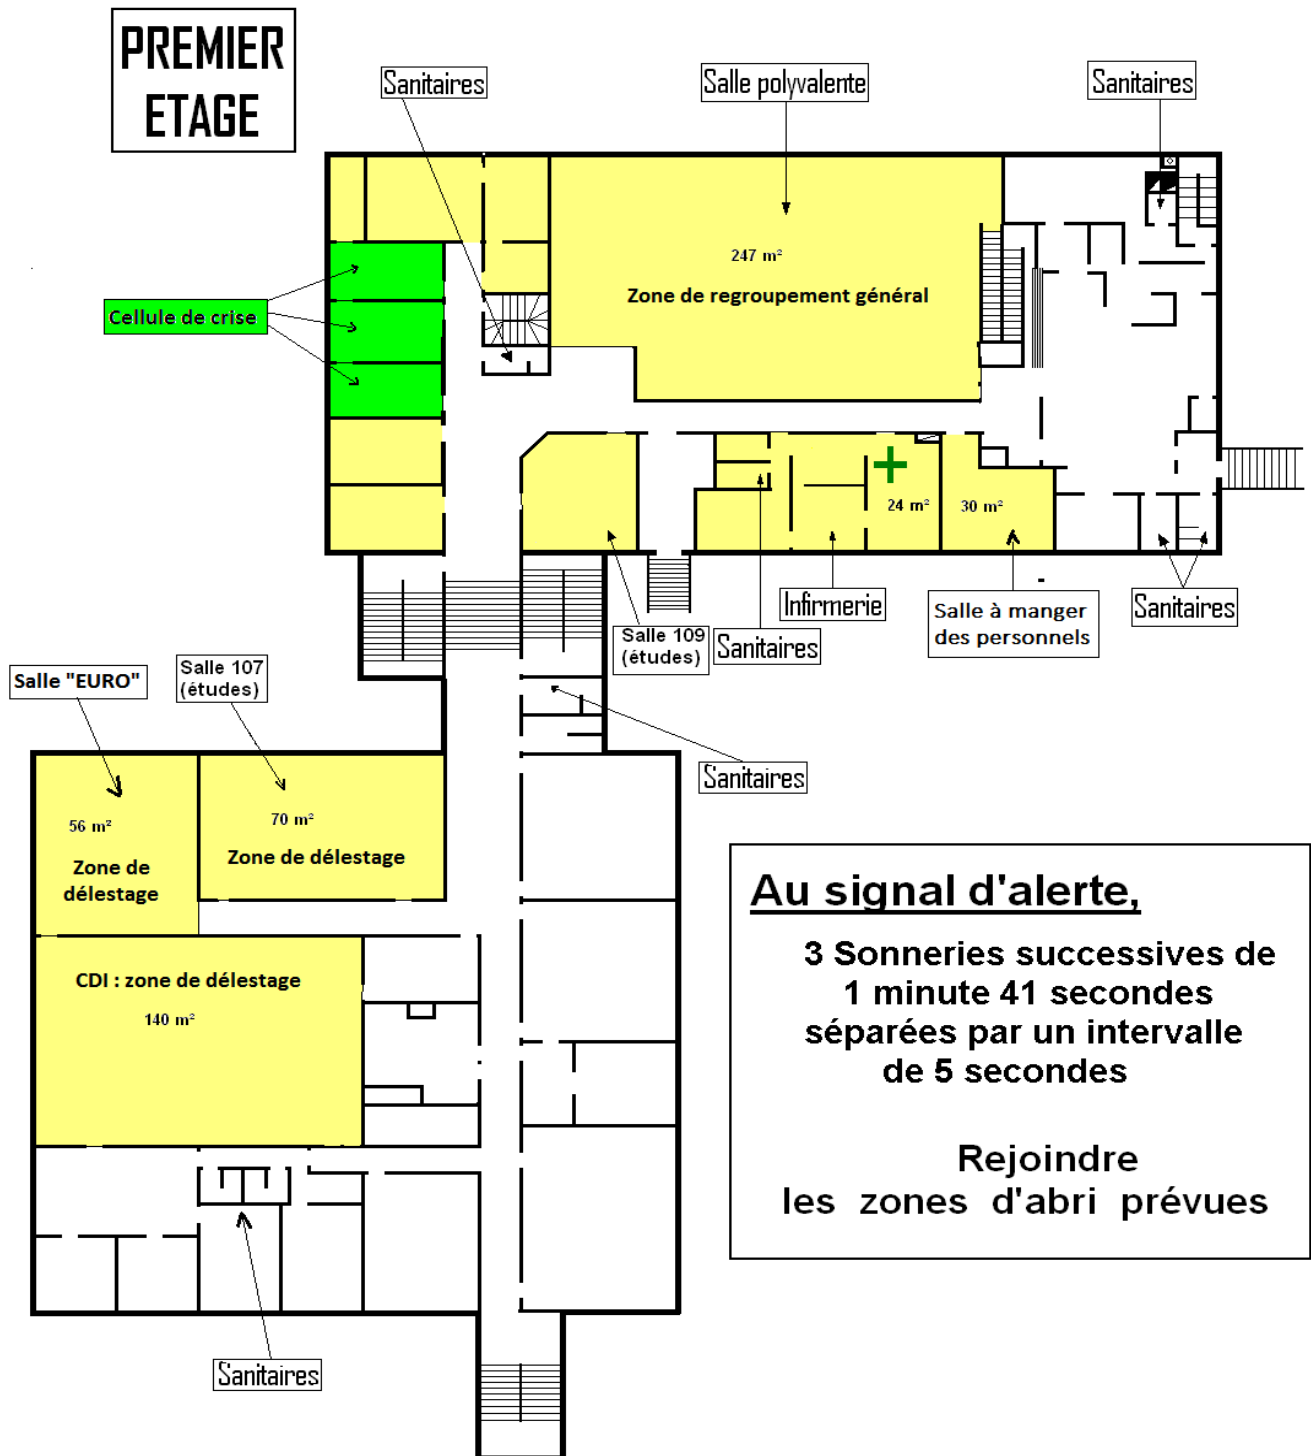 PREMIER
ETAGE
Sanitaires
Salle polyvalente
Sanitaires
247 m²
Zone de regroupement général
Cellule de crise
24 m²
30 m²
Infirmerie
Salle à manger
des personnels
Sanitaires
Salle 109
(études)
Sanitaires
Salle "EURO"
Salle 107
(études)
Sanitaires
56 m²
Zone de
délestage
70 m²
Zone de délestage
CDI : zone de délestage
140 m²
Au signal d'alerte,
3 Sonneries successives de
1 minute 41 secondes
séparées par un intervalle
de 5 secondes
Rejoindre
les zones d'abri prévues
Sanitaires